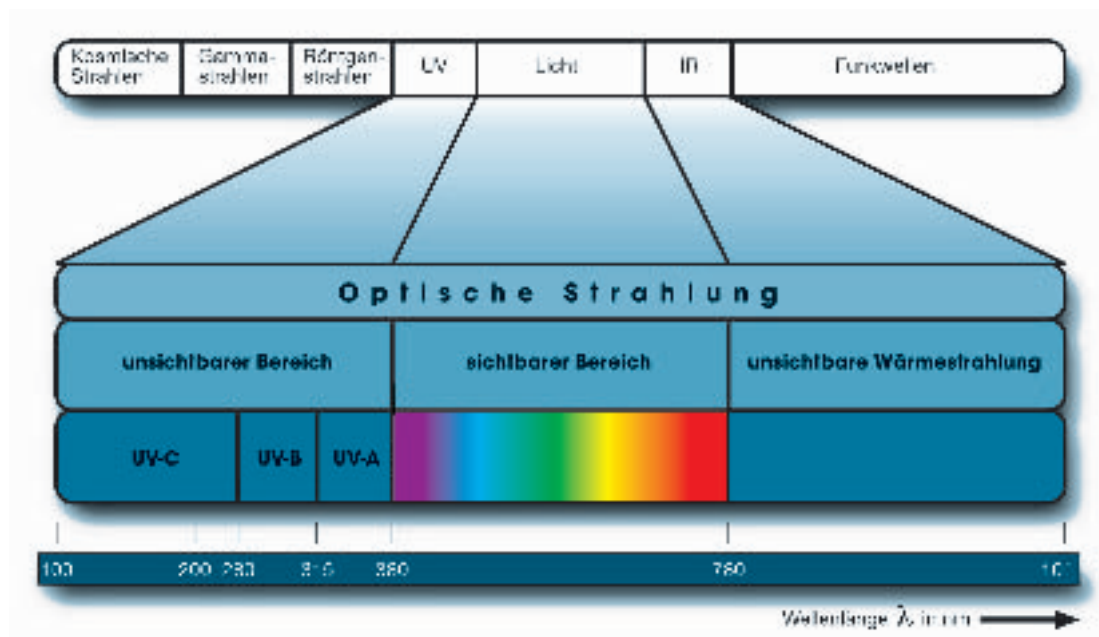 Kosmische
Strahlen
Gamma-
strahlen
Röntgen-
strahlen
UV
Licht
IR
Funkwellen
Optische Strahlung
unsichtbarer Bereich
sichtbarer Bereich
unsichtbare Wärmestrahlung
UV-C
UV-B
UV-A
100
200
280
315
380
780
Wellenlänge λ in nm